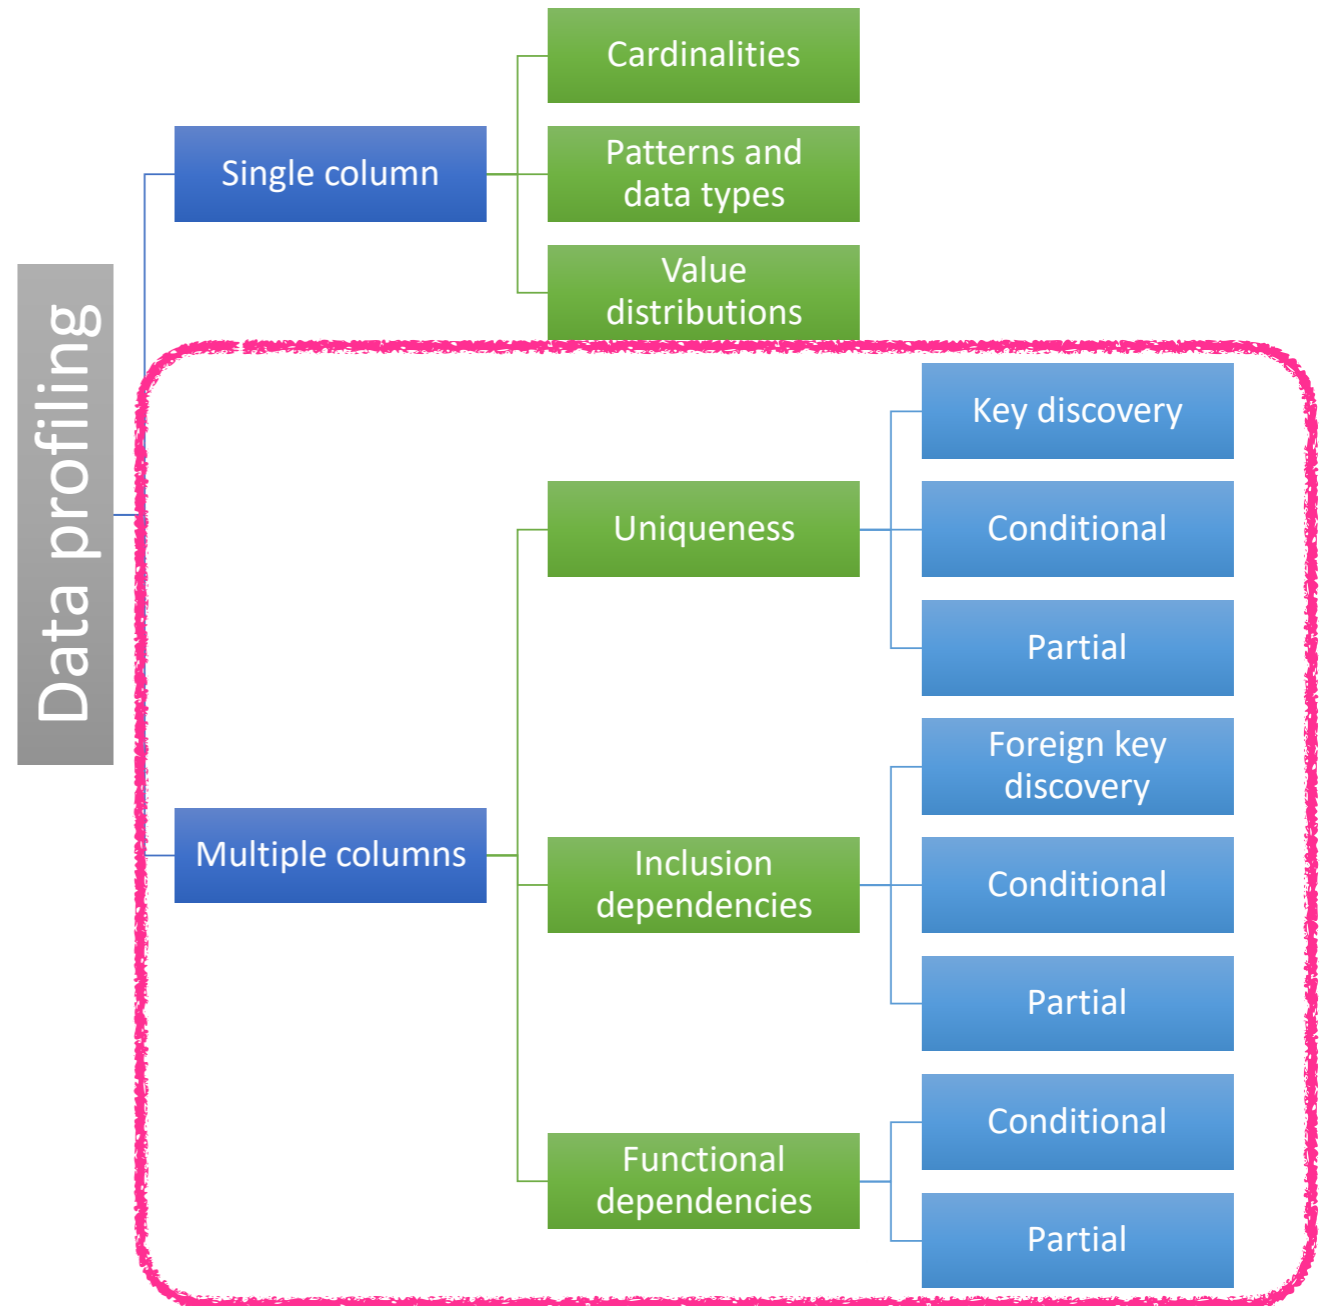 Data profiling
Single column
Cardinalities
Patterns and
data types
Value
distributions
Multiple columns
Uniqueness
Key discovery
Conditional
Partial
Inclusion
dependencies
Foreign key
discovery
Conditional
Partial
Functional
dependencies
Conditional
Partial